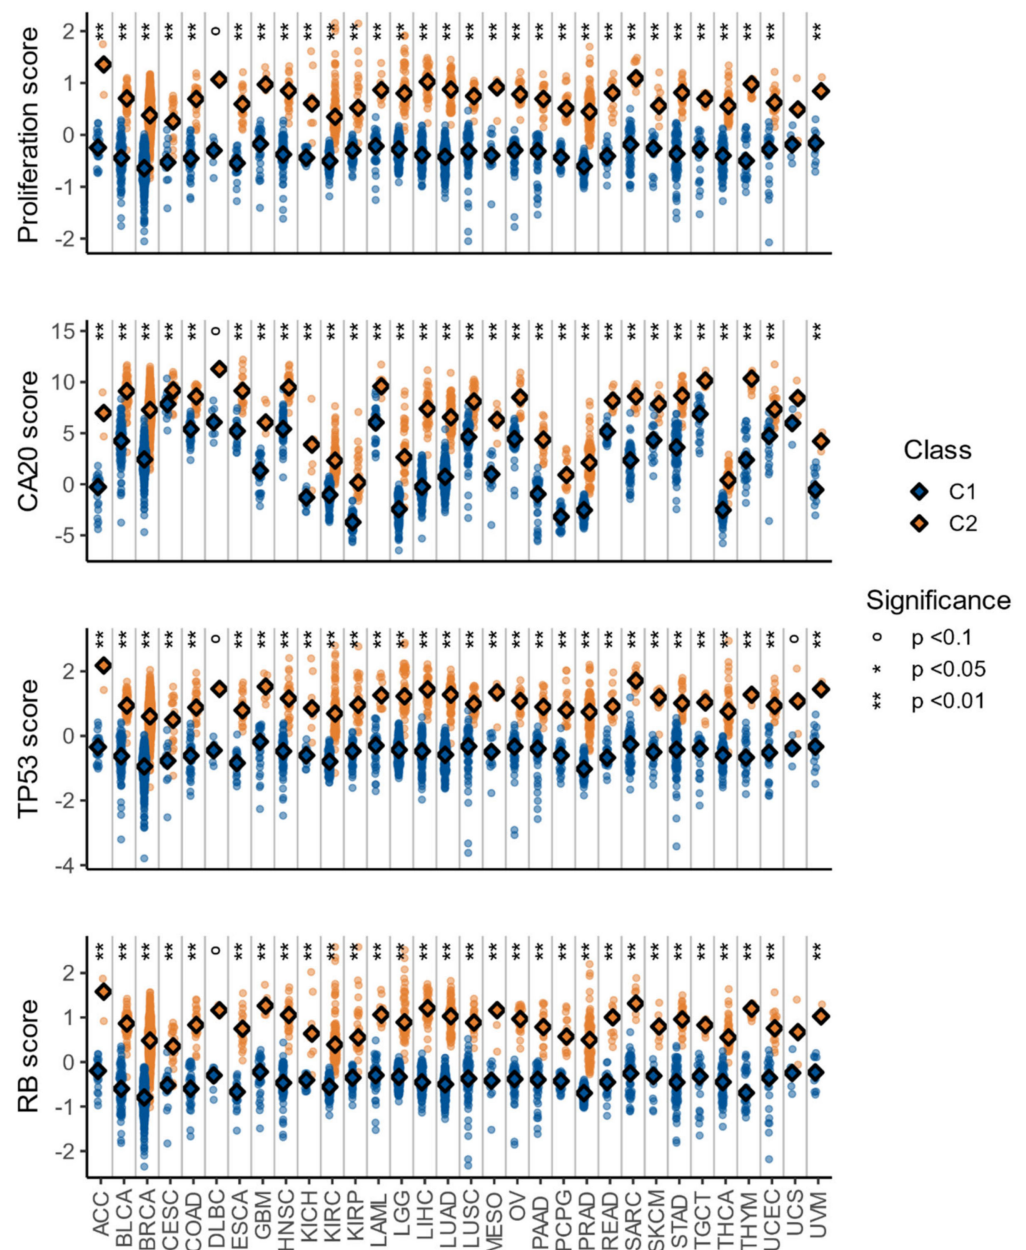 Proliferation score
2
1
0
-1
-2
** ** ** ** ** o ** ** ** ** ** ** ** ** ** ** ** ** ** ** ** ** ** ** ** ** ** ** ** **
CA20 score
15
10
5
0
-5
** ** ** ** ** o ** ** ** ** ** ** ** ** ** ** ** ** ** ** ** ** ** ** ** ** ** ** ** **
Class
C1
C2
Significance
o p <0.1
* p <0.05
** p <0.01
TP53 score
2
0
-2
-4
** ** ** ** ** o ** ** ** ** ** ** ** ** ** ** ** ** ** ** ** ** ** ** ** ** ** ** ** ** o **
RB score
2
1
0
-1
-2
** ** ** ** ** o ** ** ** ** ** ** ** ** ** ** ** ** ** ** ** ** ** ** ** ** ** ** ** **
ACC
BLCA
BRCA
CESC
COAD
DLBC
ESCA
GBM
HNSC
KICH
KIRC
KIRP
LAML
LGG
LIHC
LUAD
LUSC
MESO
OV
PAAD
PCPG
PRAD
READ
SARC
SKCM
STAD
TGCT
THCA
THYM
UCEC
UCS
UVM